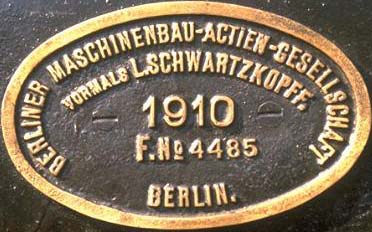 BERLINER MASCHINENBAU-ACTIEN-GESELLSCHAFT
VORMALS L.SCHWARTZKOPFF.
1910
F.No 4485
BERLIN.